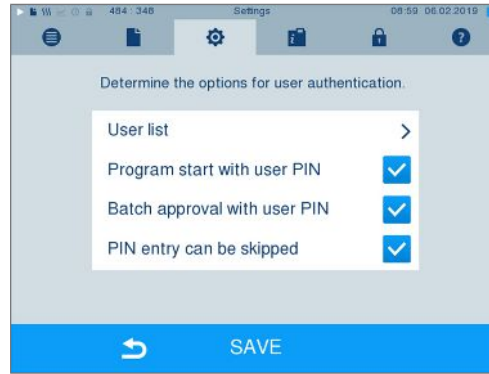 484 : 348 Settings 08:59 06.02.2019
Determine the options for user authentication.
User list
Program start with user PIN
Batch approval with user PIN
PIN entry can be skipped
SAVE